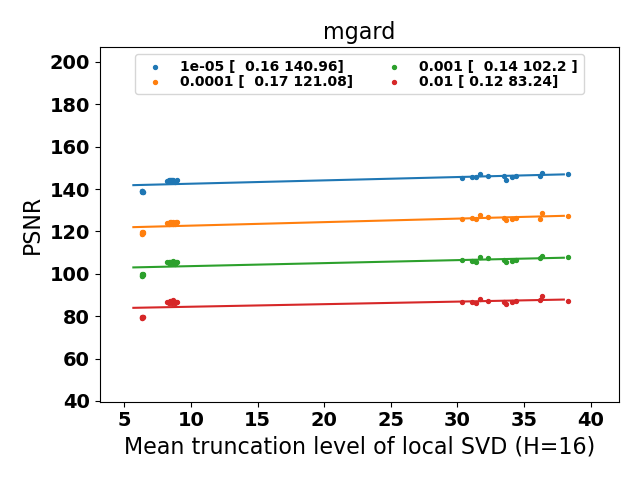 mgard
1e-05 [  0.16 140.96]
0.0001 [  0.17 121.08]
0.001 [  0.14 102.2 ]
0.01 [ 0.12 83.24]
PSNR
200
180
160
140
120
100
80
60
40
5 10 15 20 25 30 35 40
Mean truncation level of local SVD (H=16)